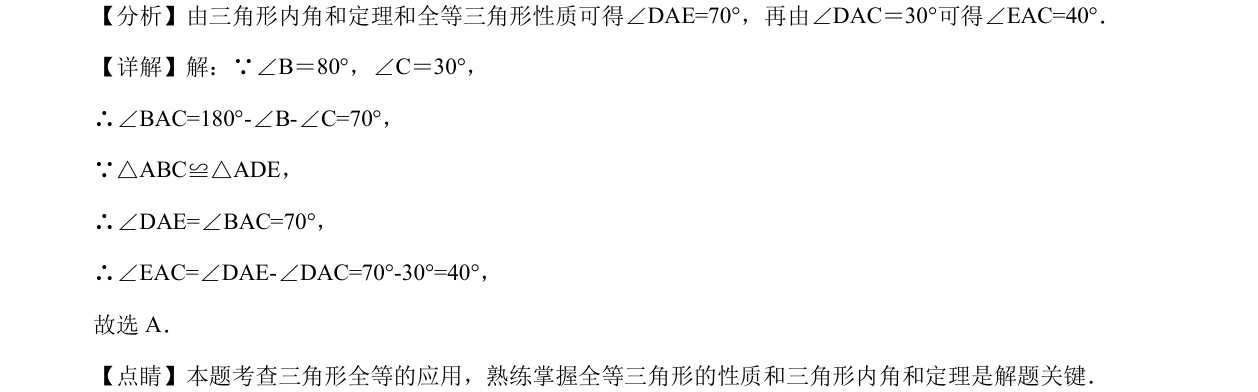 【分析】由三角形内角和定理和全等三角形性质可得∠DAE=70°，再由∠DAC＝30°可得∠EAC=40°．
【详解】解：∵∠B＝80°，∠C＝30°，
∴∠BAC=180°-∠B-∠C=70°，
∵△ABC≌△ADE，
∴∠DAE=∠BAC=70°，
∴∠EAC=∠DAE-∠DAC=70°-30°=40°，
故选 A．
【点睛】本题考查三角形全等的应用，熟练掌握全等三角形的性质和三角形内角和定理是解题关键．